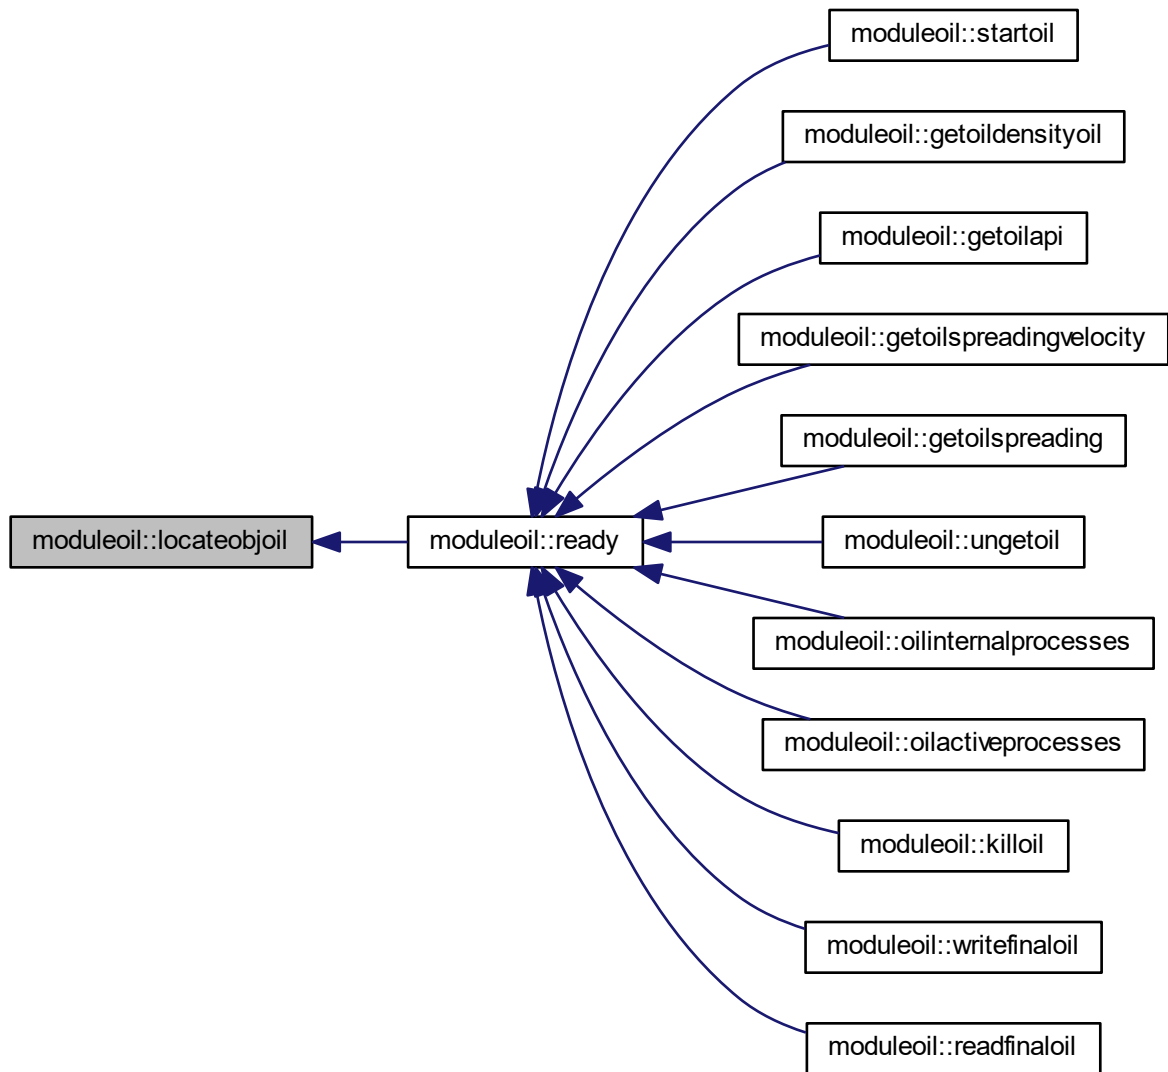 moduleoil::startoil
moduleoil::getoildensityoil
moduleoil::getoilapi
moduleoil::getoilspreadingvelocity
moduleoil::getoilspreading
moduleoil::locateobjoil
moduleoil::ready
moduleoil::ungetoil
moduleoil::oilinternalprocesses
moduleoil::oilactiveprocesses
moduleoil::killoil
moduleoil::writefinaloil
moduleoil::readfinaloil